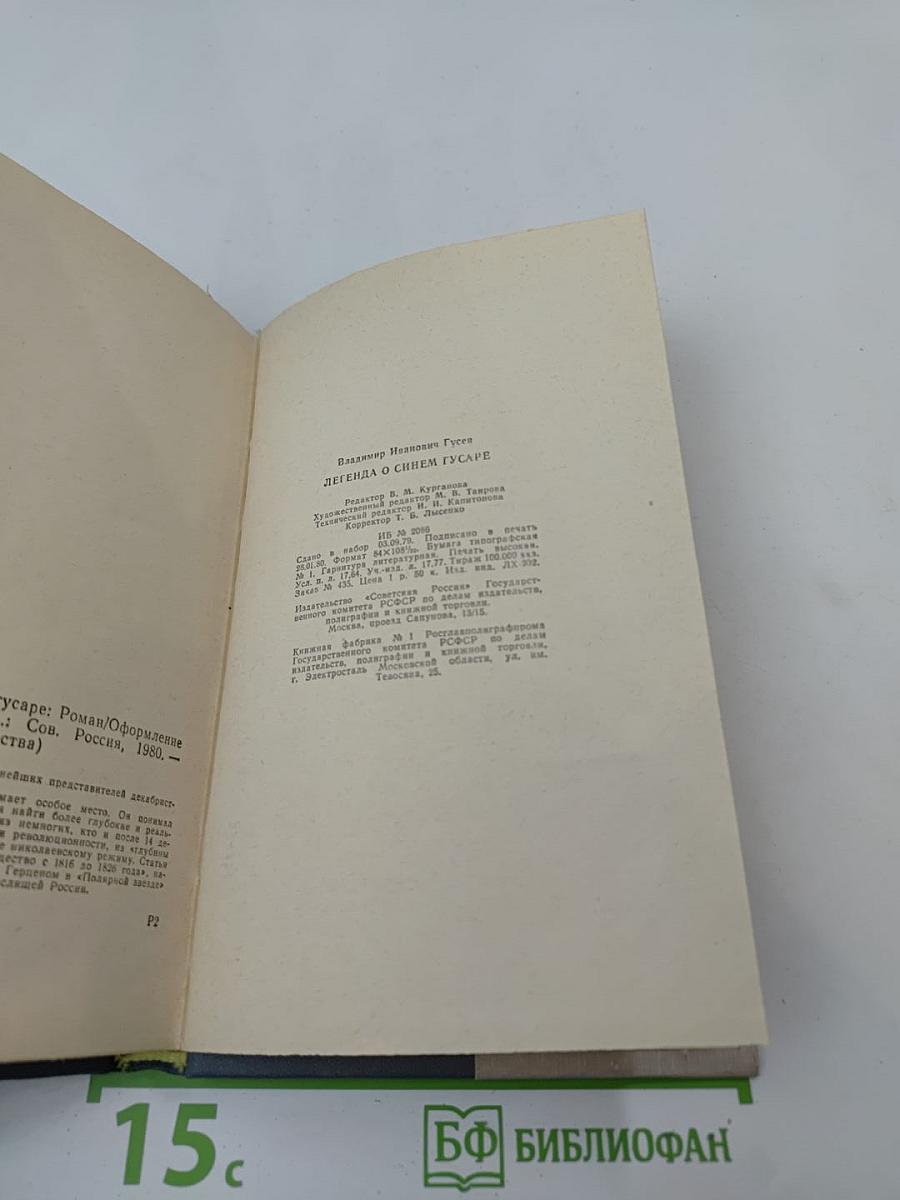 гусаре: Роман/Оформление
.: Сов. Россия, 1980. —
ства)
нейших представителей декабрист-
мает особое место. Он понимал
найти более глубокие и реаль-
из немногих, кто и после 14 де-
и революционности, из «глубины
е николаевскому режиму. Статьи
щество с 1816 до 1826 года», на-
Герценом в «Полярной звезде»
слящей России.
Р2
Владимир Иванович Гусев
ЛЕГЕНДА О СИНЕМ ГУСАРЕ
Редактор В. М. Курганова
Художественный редактор М. В. Таирова
Технический редактор И. И. Капитонова
Корректор Т. Б. Лысенко
ИБ № 2086
Сдано в набор 03.09.79. Подписано в печать
28.01.80. Формат 84×108¹/₃₂. Бумага типографская
№ 1. Гарнитура литературная. Печать высокая.
Усл. п. л. 17,64. Уч.-изд. л. 17,77. Тираж 100.000 экз.
Заказ № 435. Цена 1 р. 50 к. Изд. инд. ЛХ 202.
Издательство «Советская Россия» Государст-
венного комитета РСФСР по делам издательств,
полиграфии и книжной торговли.
Москва, проезд Сапунова, 13/15.
Книжная фабрика № 1 Росглавполиграфпрома
Государственного комитета РСФСР по делам
издательств, полиграфии и книжной торговли,
г. Электросталь Московской области, ул. им.
Тевосяна, 25.
15 с
БФ БИБЛИОФАН